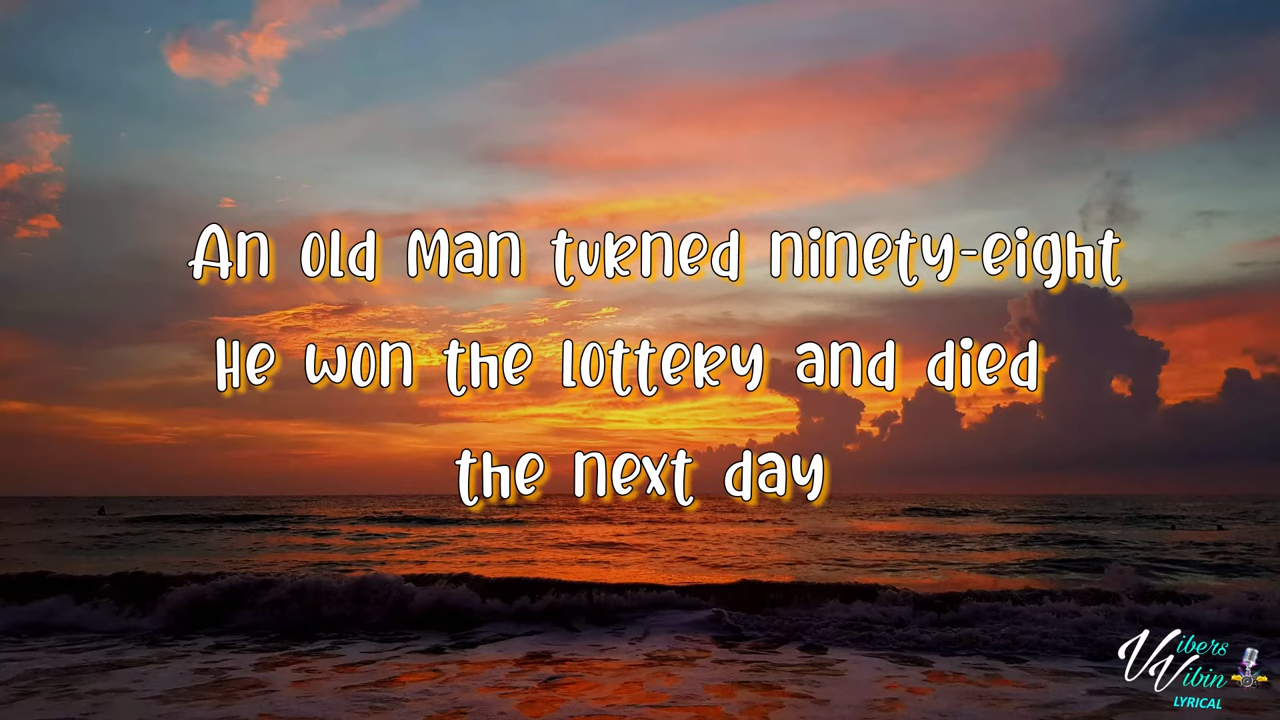 An old man turned ninety-eight
He won the lottery and died
the next day
Vibers
Vibin
LYRICAL